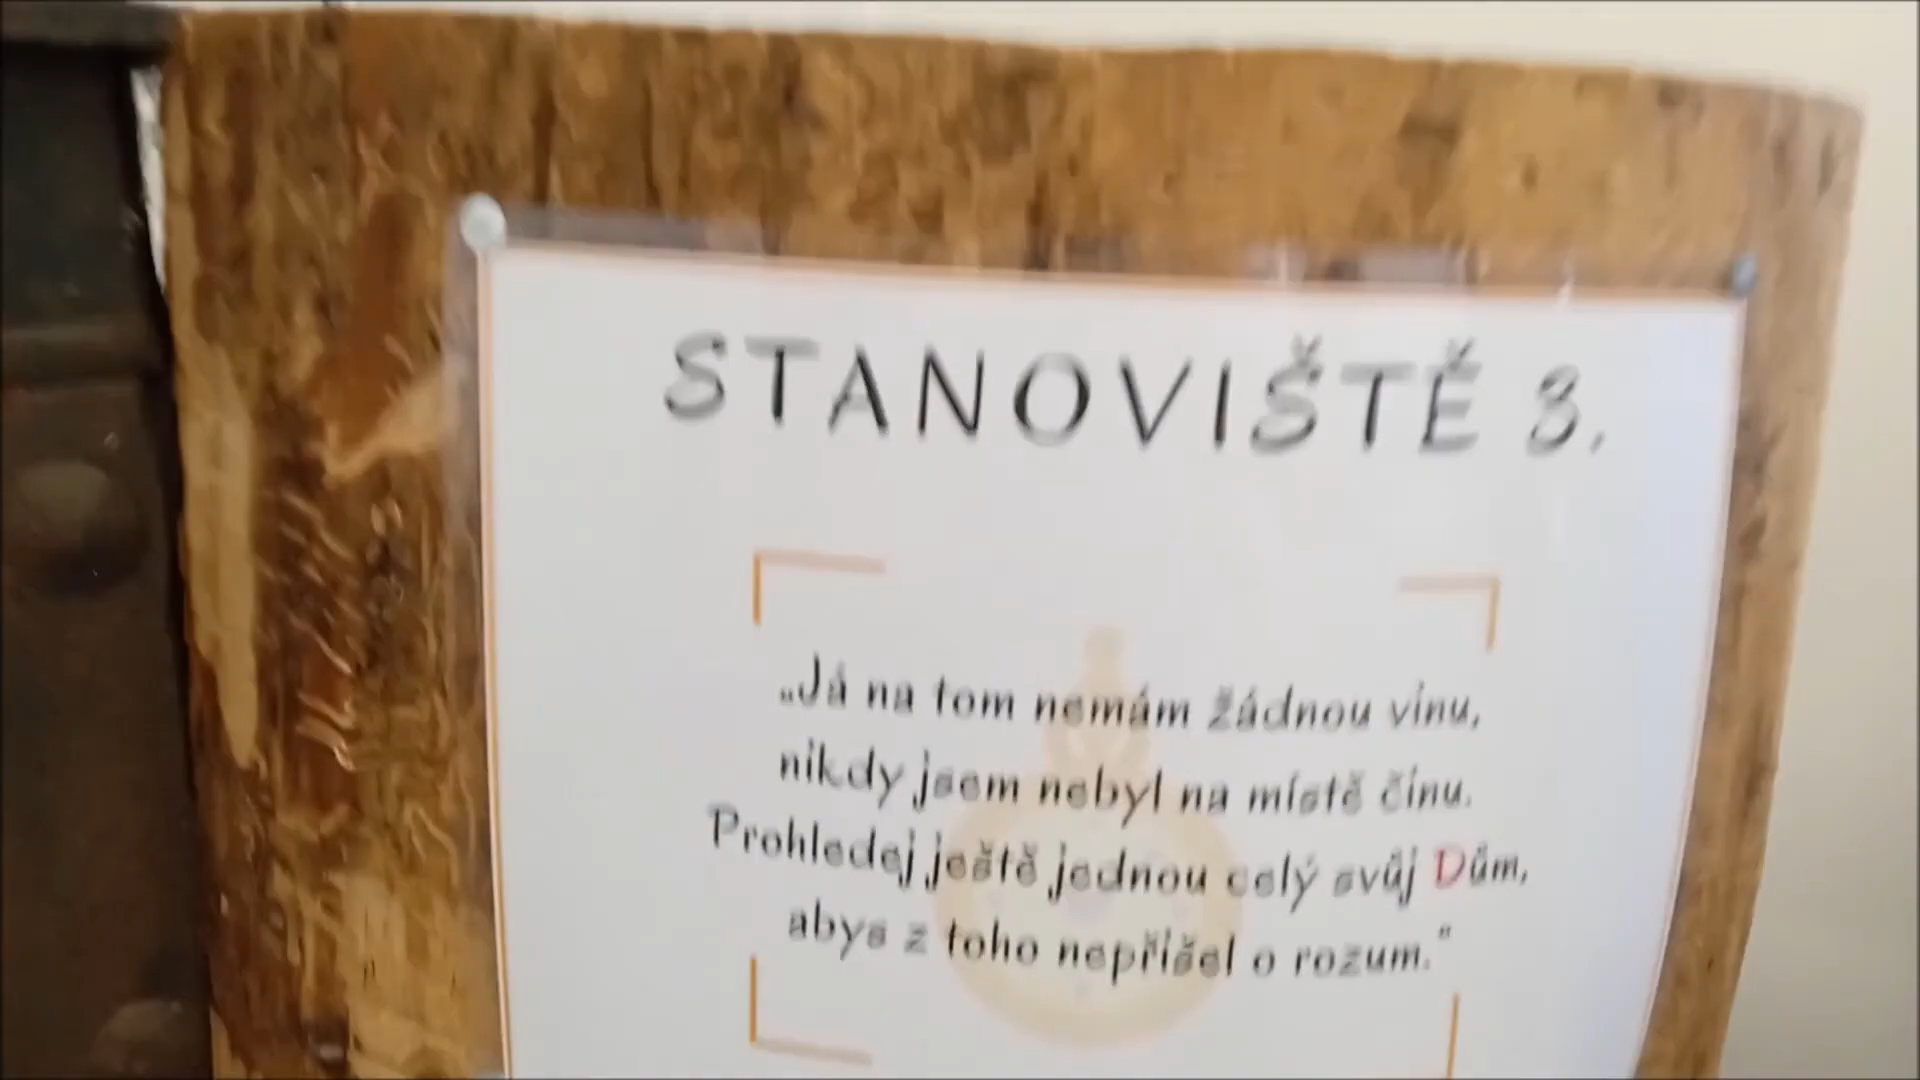 STANOVIŠTĚ 3.
„Já na tom nemám žádnou vinu,
nikdy jsem nebyl na místě činu.
Prohledej ještě jednou celý svůj Dům,
abys z toho nepřišel o rozum."